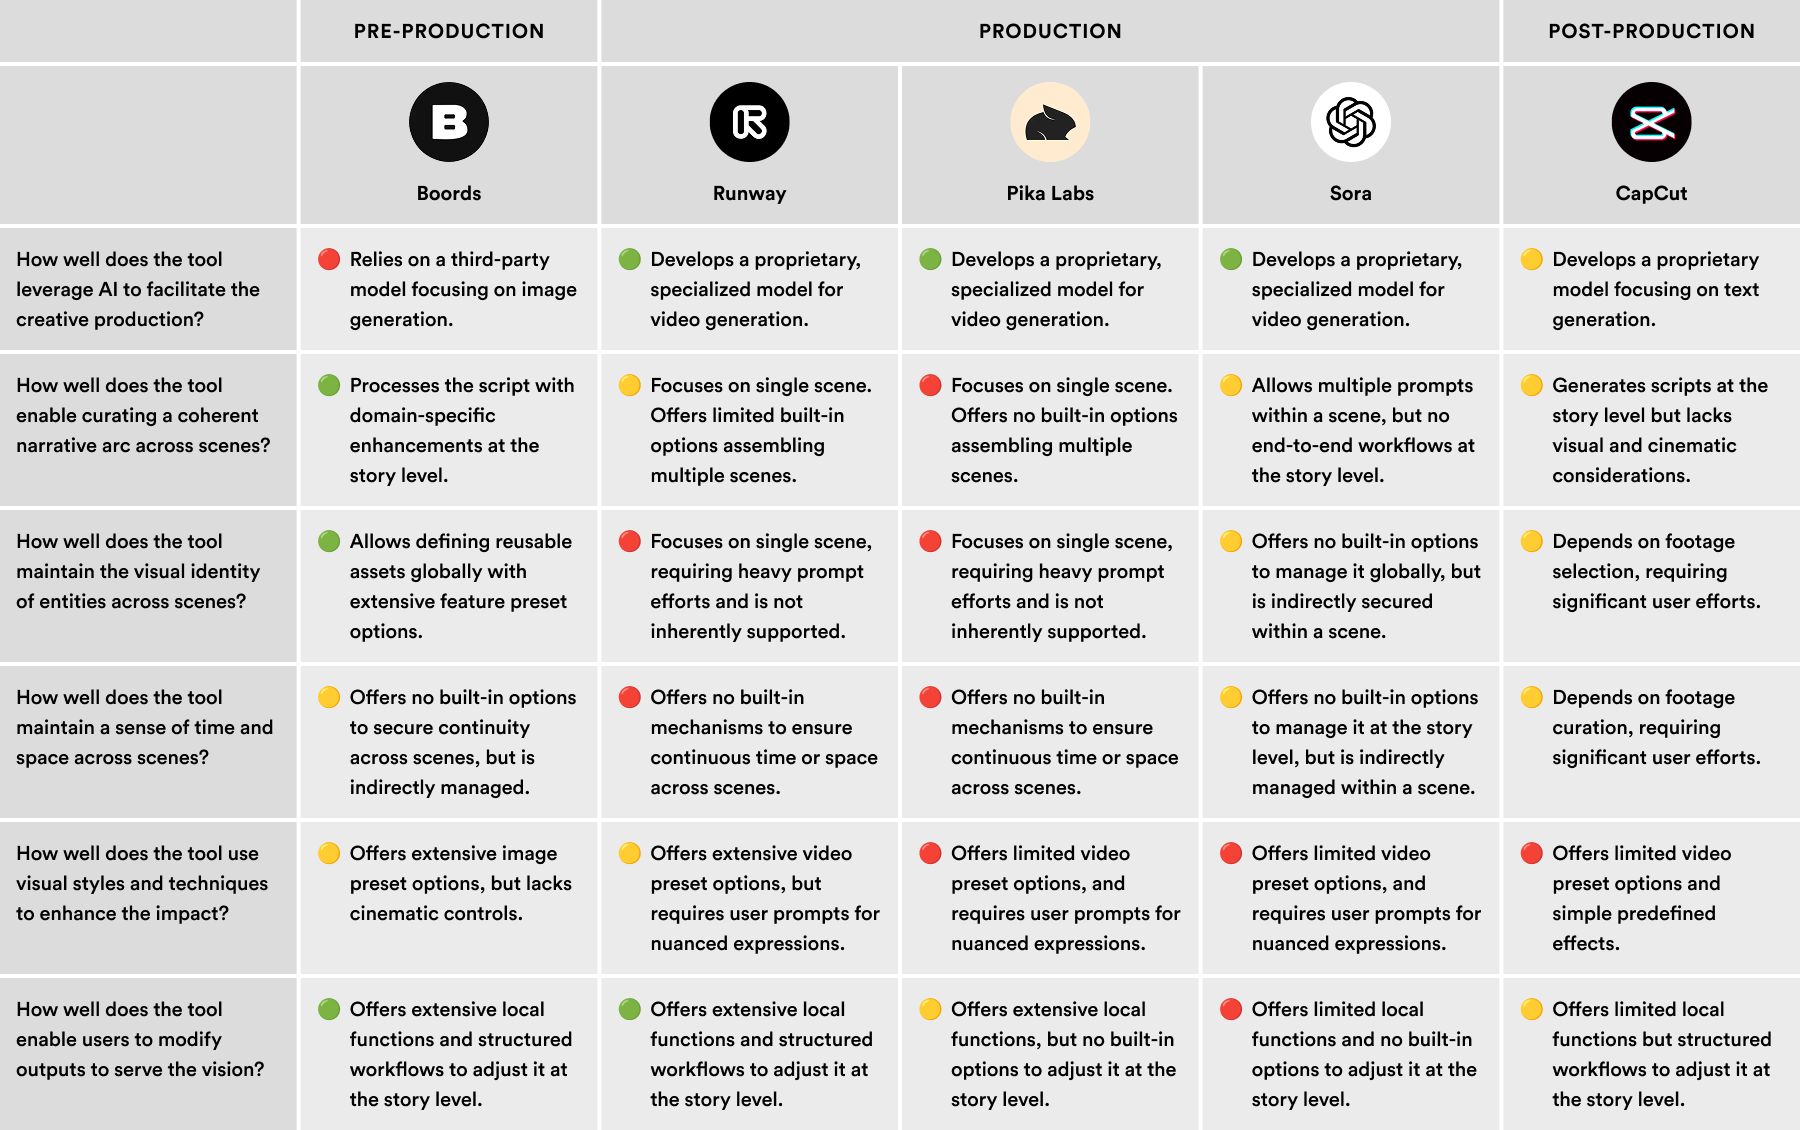 PRE-PRODUCTION
PRODUCTION
POST-PRODUCTION
B
Boords
R
Runway
Pika Labs
Sora
CapCut
How well does the tool
leverage AI to facilitate the
creative production?
Relies on a third-party
model focusing on image
generation.
Develops a proprietary,
specialized model for
video generation.
Develops a proprietary,
specialized model for
video generation.
Develops a proprietary,
specialized model for
video generation.
Develops a proprietary
model focusing on text
generation.
How well does the tool
enable curating a coherent
narrative arc across scenes?
Processes the script with
domain-specific
enhancements at the
story level.
Focuses on single scene.
Offers limited built-in
options assembling
multiple scenes.
Focuses on single scene.
Offers no built-in options
assembling multiple
scenes.
Allows multiple prompts
within a scene, but no
end-to-end workflows at
the story level.
Generates scripts at the
story level but lacks
visual and cinematic
considerations.
How well does the tool
maintain the visual identity
of entities across scenes?
Allows defining reusable
assets globally with
extensive feature preset
options.
Focuses on single scene,
requiring heavy prompt
efforts and is not
inherently supported.
Focuses on single scene,
requiring heavy prompt
efforts and is not
inherently supported.
Offers no built-in options
to manage it globally, but
is indirectly secured
within a scene.
Depends on footage
selection, requiring
significant user efforts.
How well does the tool
maintain a sense of time and
space across scenes?
Offers no built-in options
to secure continuity
across scenes, but is
indirectly managed.
Offers no built-in
mechanisms to ensure
continuous time or space
across scenes.
Offers no built-in
mechanisms to ensure
continuous time or space
across scenes.
Offers no built-in options
to manage it at the story
level, but is indirectly
managed within a scene.
Depends on footage
curation, requiring
significant user efforts.
How well does the tool use
visual styles and techniques
to enhance the impact?
Offers extensive image
preset options, but lacks
cinematic controls.
Offers extensive video
preset options, but
requires user prompts for
nuanced expressions.
Offers limited video
preset options, and
requires user prompts for
nuanced expressions.
Offers limited video
preset options, and
requires user prompts for
nuanced expressions.
Offers limited video
preset options and
simple predefined
effects.
How well does the tool
enable users to modify
outputs to serve the vision?
Offers extensive local
functions and structured
workflows to adjust it at
the story level.
Offers extensive local
functions and structured
workflows to adjust it at
the story level.
Offers extensive local
functions, but no built-in
options to adjust it at the
story level.
Offers limited local
functions and no built-in
options to adjust it at the
story level.
Offers limited local
functions but structured
workflows to adjust it at
the story level.